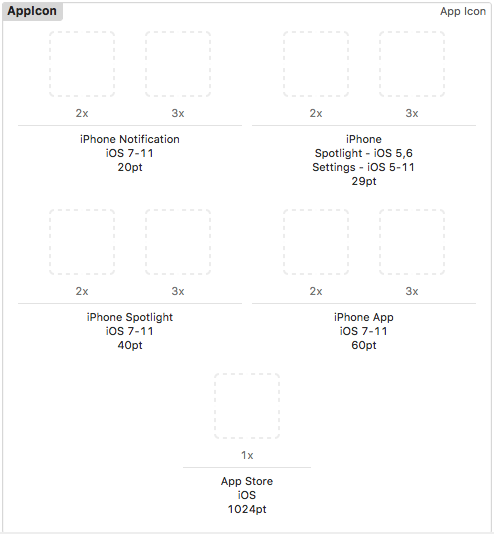 AppIcon
App Icon
2x 3x
2x 3x
iPhone Notification
iOS 7-11
20pt
iPhone
Spotlight - iOS 5,6
Settings - iOS 5-11
29pt
2x 3x
2x 3x
iPhone Spotlight
iOS 7-11
40pt
iPhone App
iOS 7-11
60pt
1x
App Store
iOS
1024pt